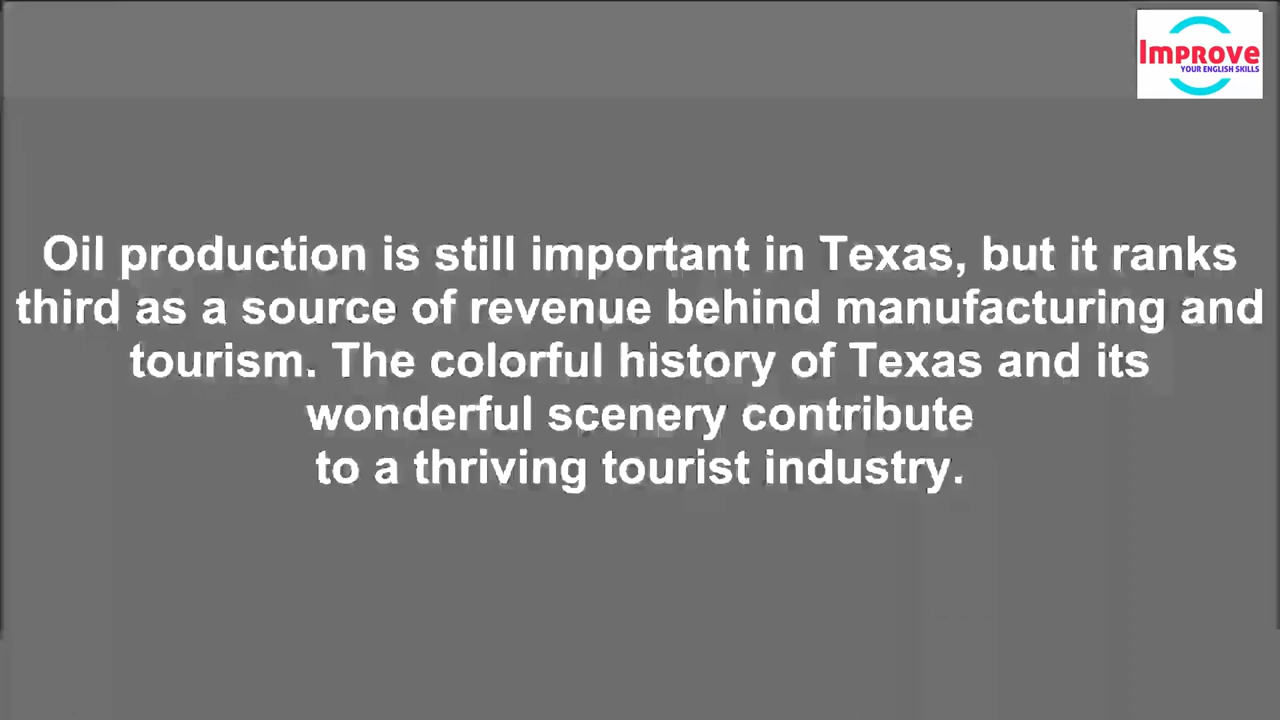 Improve
YOUR ENGLISH SKILLS
Oil production is still important in Texas, but it ranks
third as a source of revenue behind manufacturing and
tourism. The colorful history of Texas and its
wonderful scenery contribute
to a thriving tourist industry.